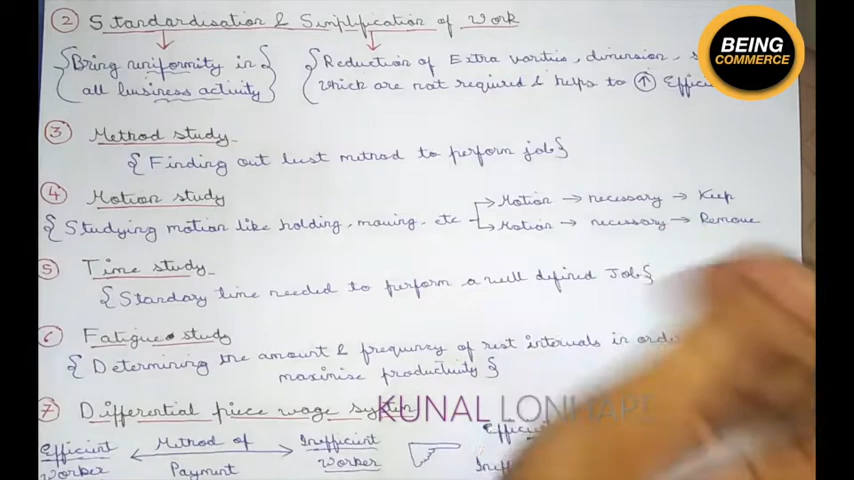 ② Standardisation & Simplification of work
{Bring uniformity in all business activity}
{Reduction of Extra varities, dimension,
which are not reqiured & helps to ↑
BEING
COMMERCE
③ Method study
{Finding out best method to perform job}
④ Motion study
{Studying motion like holding, moving, etc
→ Motion → necessary → Keep
→ Motion → necessary → Remove
⑤ Time study
{Standary time needed to perform a well defined Job}
⑥ Fatigue study
{Determining the amount & frequency of rest intervals in order
maximise productivity}
⑦ Differential piece wage system
KUNAL LONHARE
Efficient worker ← Method of Payment → Inefficient worker